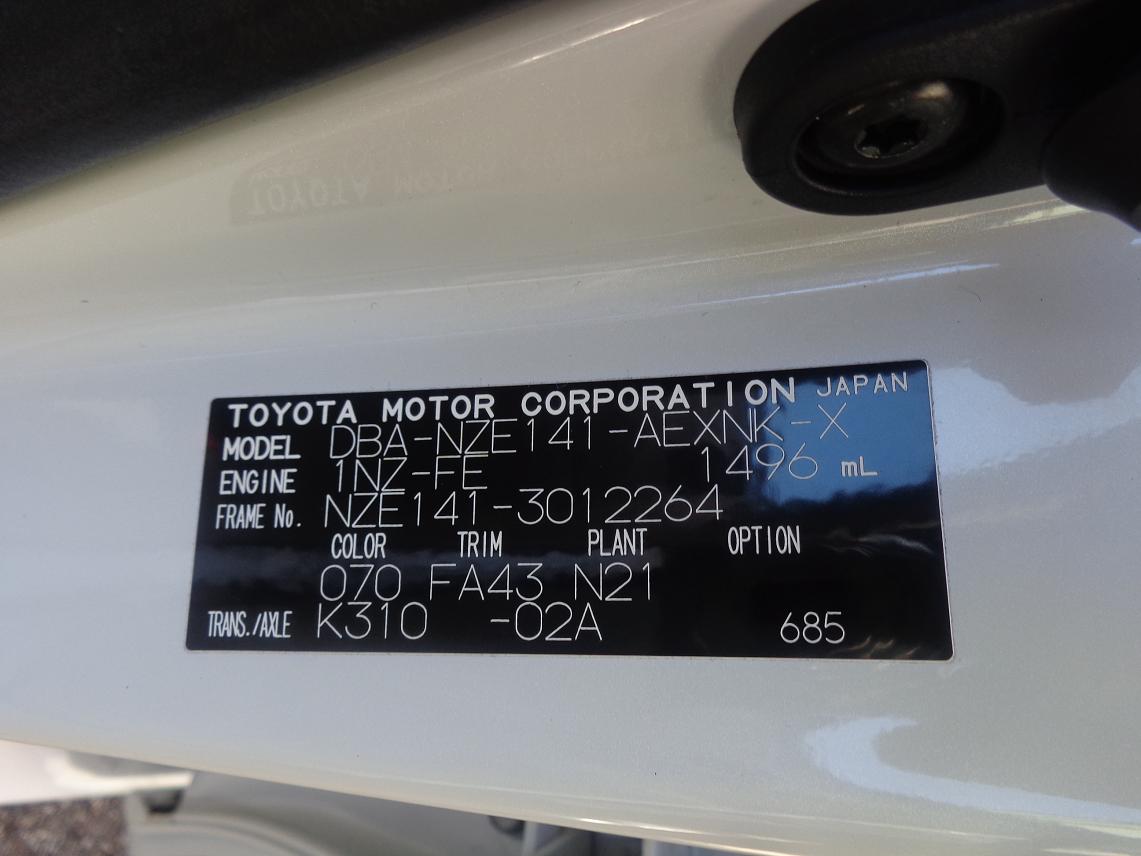 TOYOTA MOTOR CORPORATION JAPAN
MODEL DBA-NZE141-AEXNK-X
ENGINE 1NZ-FE 1496 mL
FRAME No. NZE141-3012264
COLOR TRIM PLANT OPTION
070 FA43 N21
TRANS./AXLE K310 -02A 685